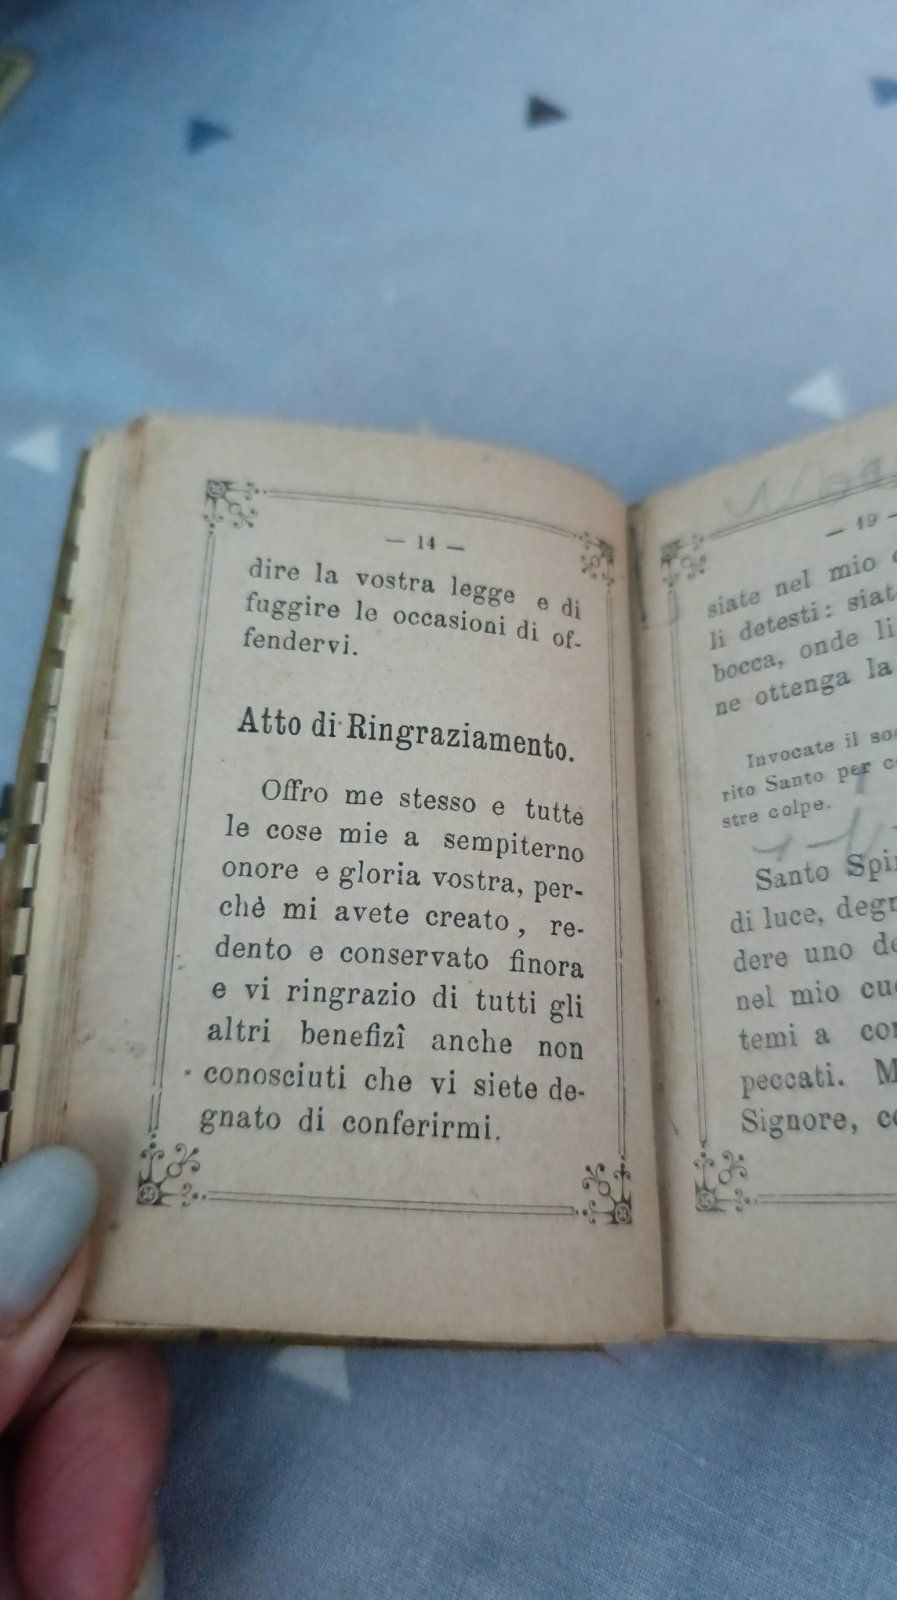 — 14 —
dire la vostra legge e di
fuggire le occasioni di of-
fendervi.
Atto di Ringraziamento.
Offro me stesso e tutte
le cose mie a sempiterno
onore e gloria vostra, per-
chè mi avete creato, re-
dento e conservato finora
e vi ringrazio di tutti gli
altri benefizî anche non
conosciuti che vi siete de-
gnato di conferirmi.
— 19 —
siate nel mio
li detesti: siat
bocca, onde li
ne ottenga la
Invocate il so
rito Santo per c
stre colpe.
Santo Spi
di luce, degn
dere uno d
nel mio cu
temi a co
peccati. M
Signore, c